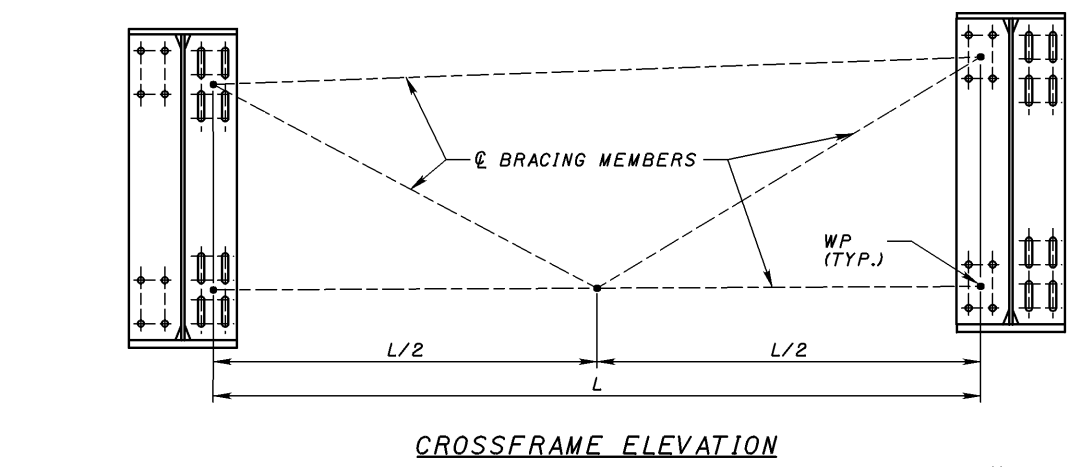 ℄ BRACING MEMBERS
WP
(TYP.)
L/2
L/2
L
CROSSFRAME ELEVATION